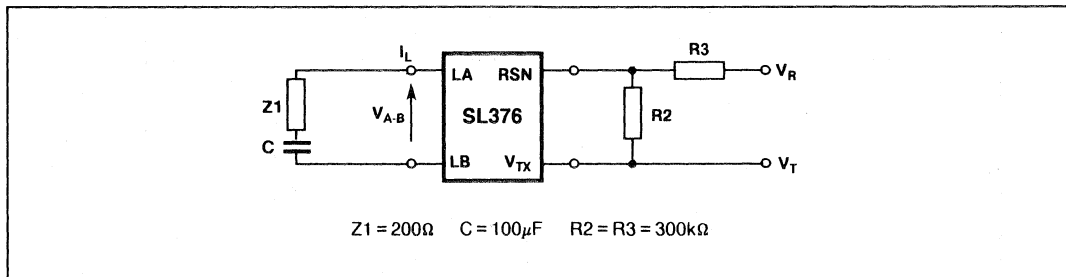 I_L
R3
LA RSN
V_R
Z1
V_A-B
SL376
R2
C
LB V_TX
V_T
Z1 = 200Ω C = 100μF R2 = R3 = 300kΩ